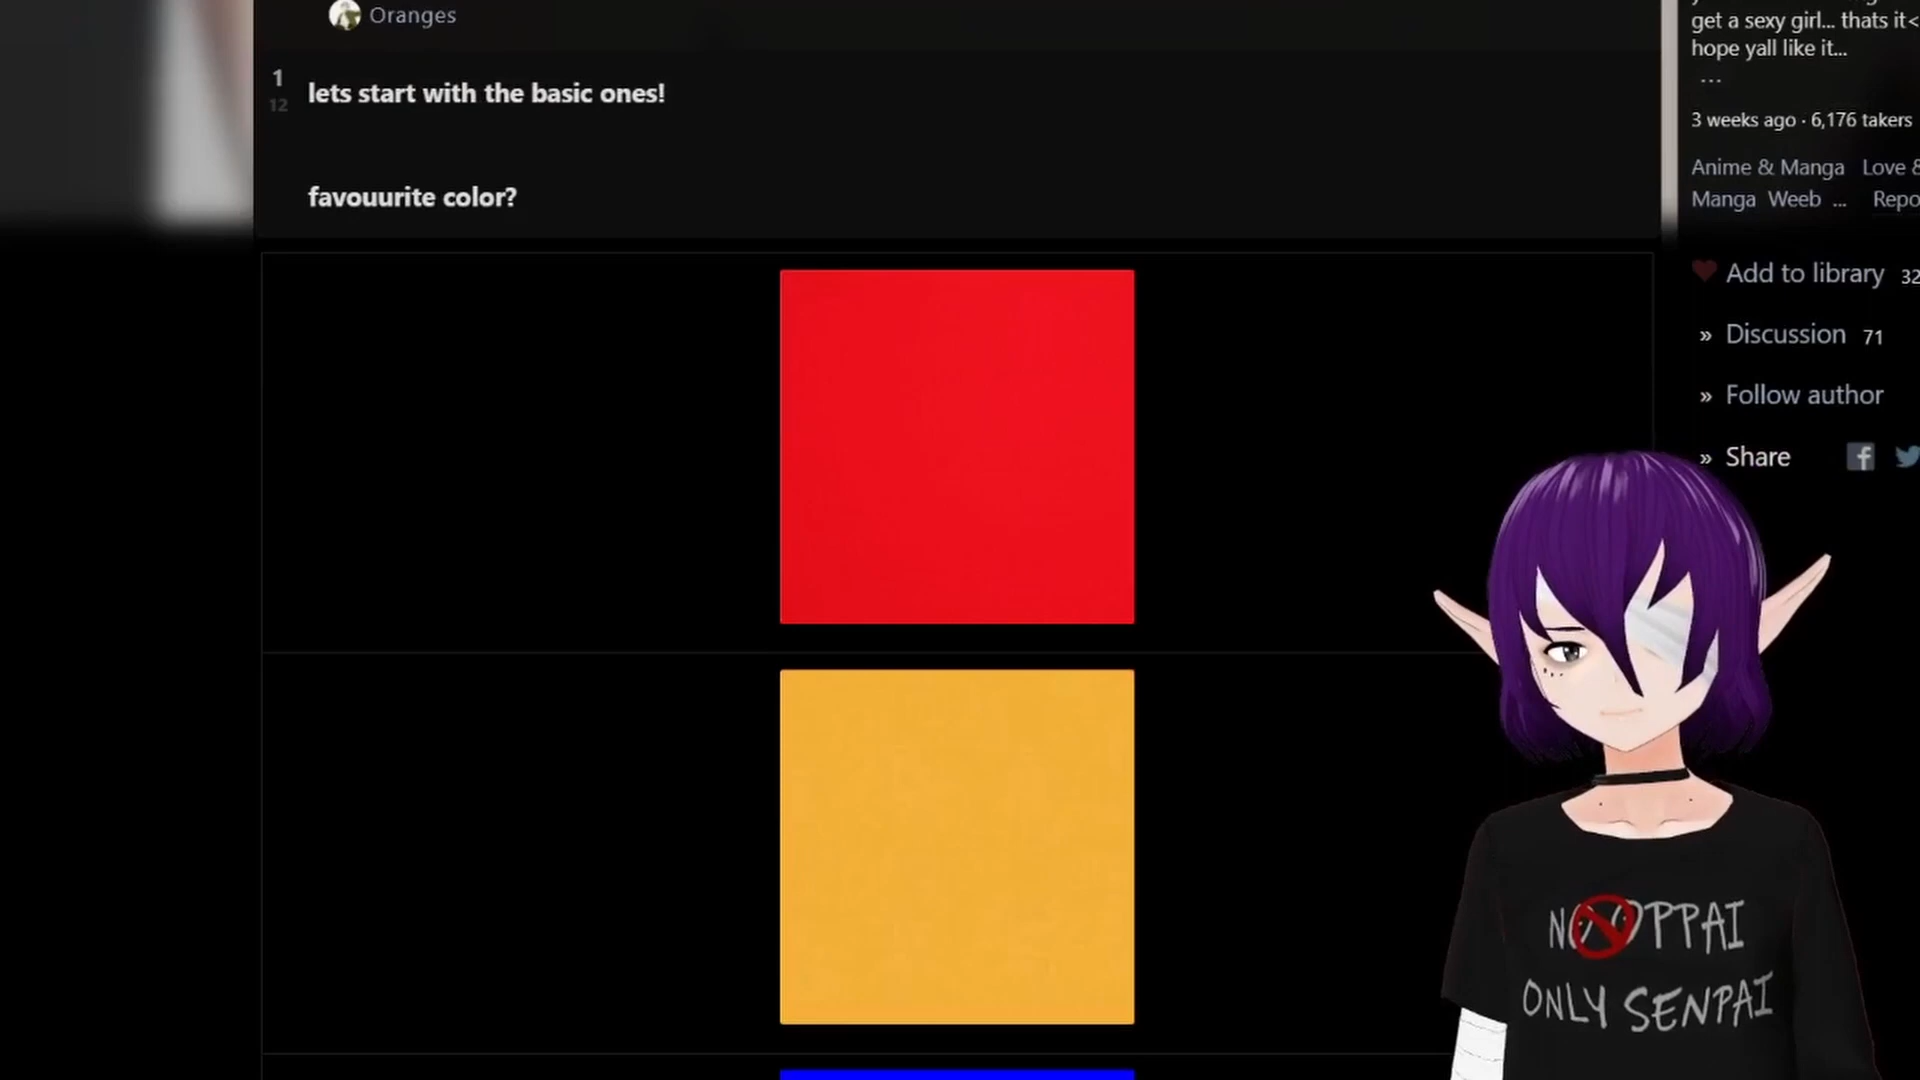 Oranges
1
12
lets start with the basic ones!
favouurite color?
get a sexy girl... thats it<
hope yall like it...
...
3 weeks ago · 6,176 takers
Anime & Manga Love &
Manga Weeb ... Repo
Add to library 32
» Discussion 71
» Follow author
» Share
NO OPPAI
ONLY SENPAI